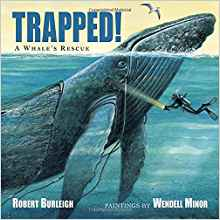 TRAPPED!
A WHALE'S RESCUE
ROBERT BURLEIGH
PAINTINGS BY WENDELL MINOR